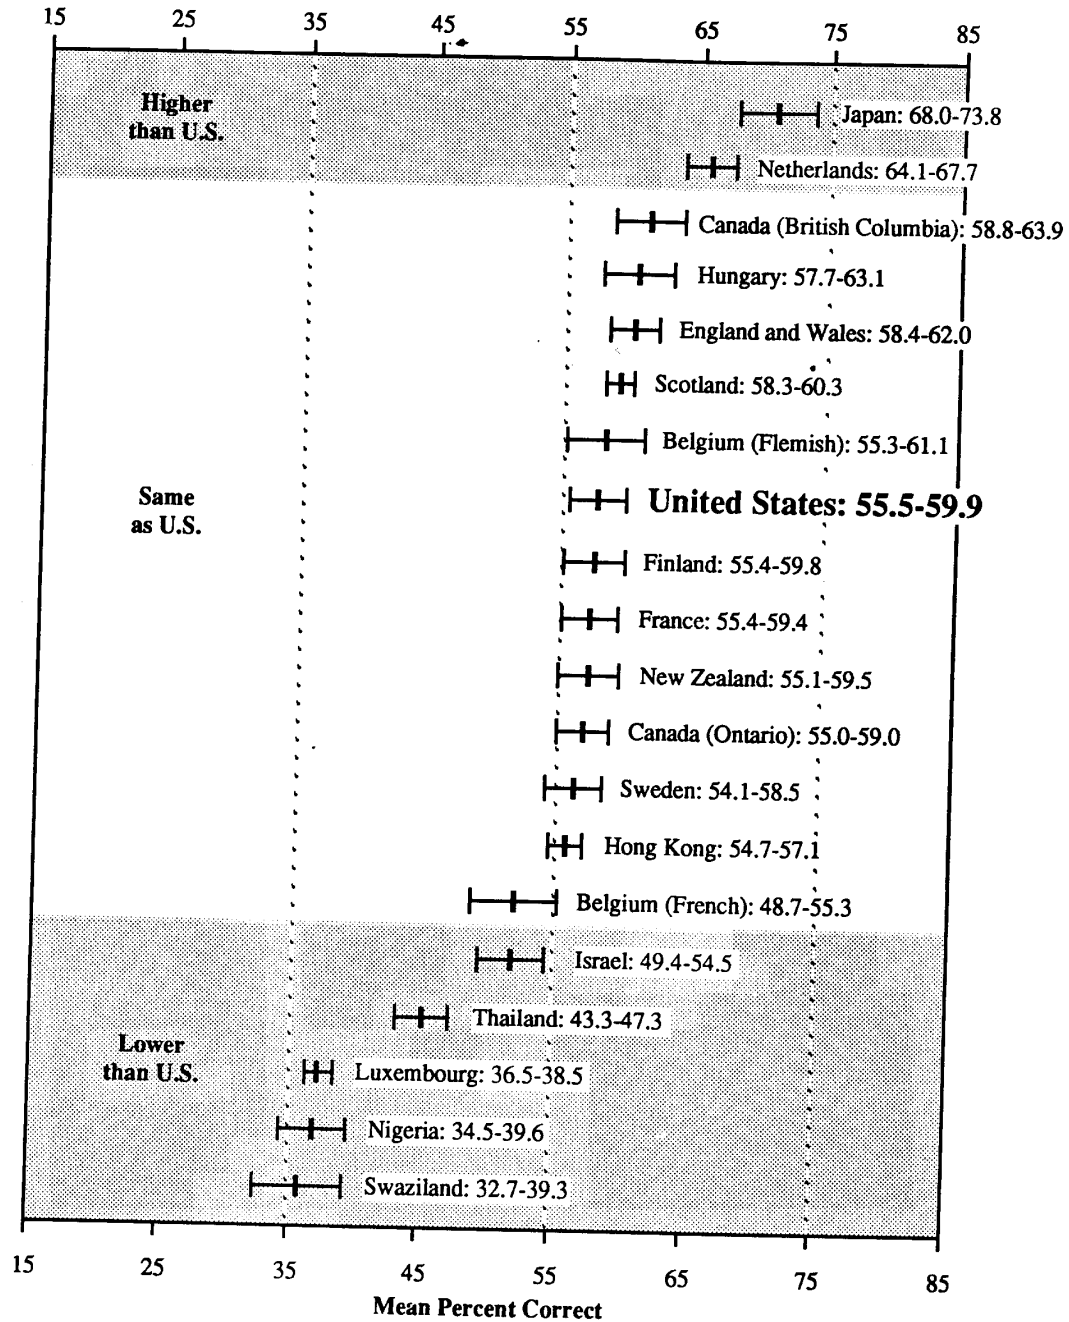 15 25 35 45 55 65 75 85
Higher
than U.S.
Japan: 68.0-73.8
Netherlands: 64.1-67.7
Canada (British Columbia): 58.8-63.9
Hungary: 57.7-63.1
England and Wales: 58.4-62.0
Scotland: 58.3-60.3
Belgium (Flemish): 55.3-61.1
Same
as U.S.
United States: 55.5-59.9
Finland: 55.4-59.8
France: 55.4-59.4
New Zealand: 55.1-59.5
Canada (Ontario): 55.0-59.0
Sweden: 54.1-58.5
Hong Kong: 54.7-57.1
Belgium (French): 48.7-55.3
Israel: 49.4-54.5
Thailand: 43.3-47.3
Lower
than U.S.
Luxembourg: 36.5-38.5
Nigeria: 34.5-39.6
Swaziland: 32.7-39.3
15 25 35 45 55 65 75 85
Mean Percent Correct